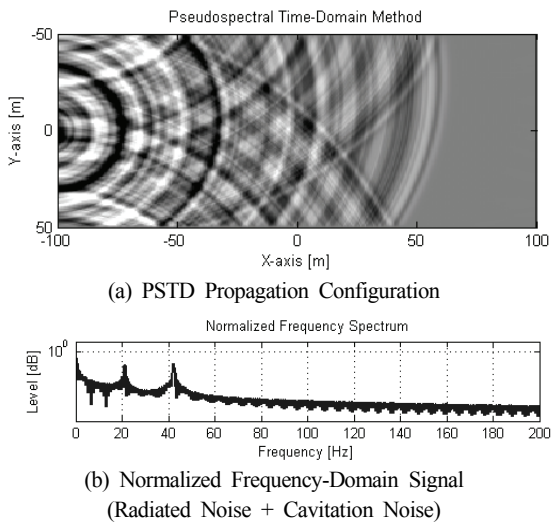 Pseudospectral Time-Domain Method
-50
0
50
Y-axis [m]
-100
-50
0
50
100
X-axis [m]
(a) PSTD Propagation Configuration
Normalized Frequency Spectrum
10^0
Level [dB]
0
20
40
60
80
100
120
140
160
180
200
Frequency [Hz]
(b) Normalized Frequency-Domain Signal
(Radiated Noise + Cavitation Noise)